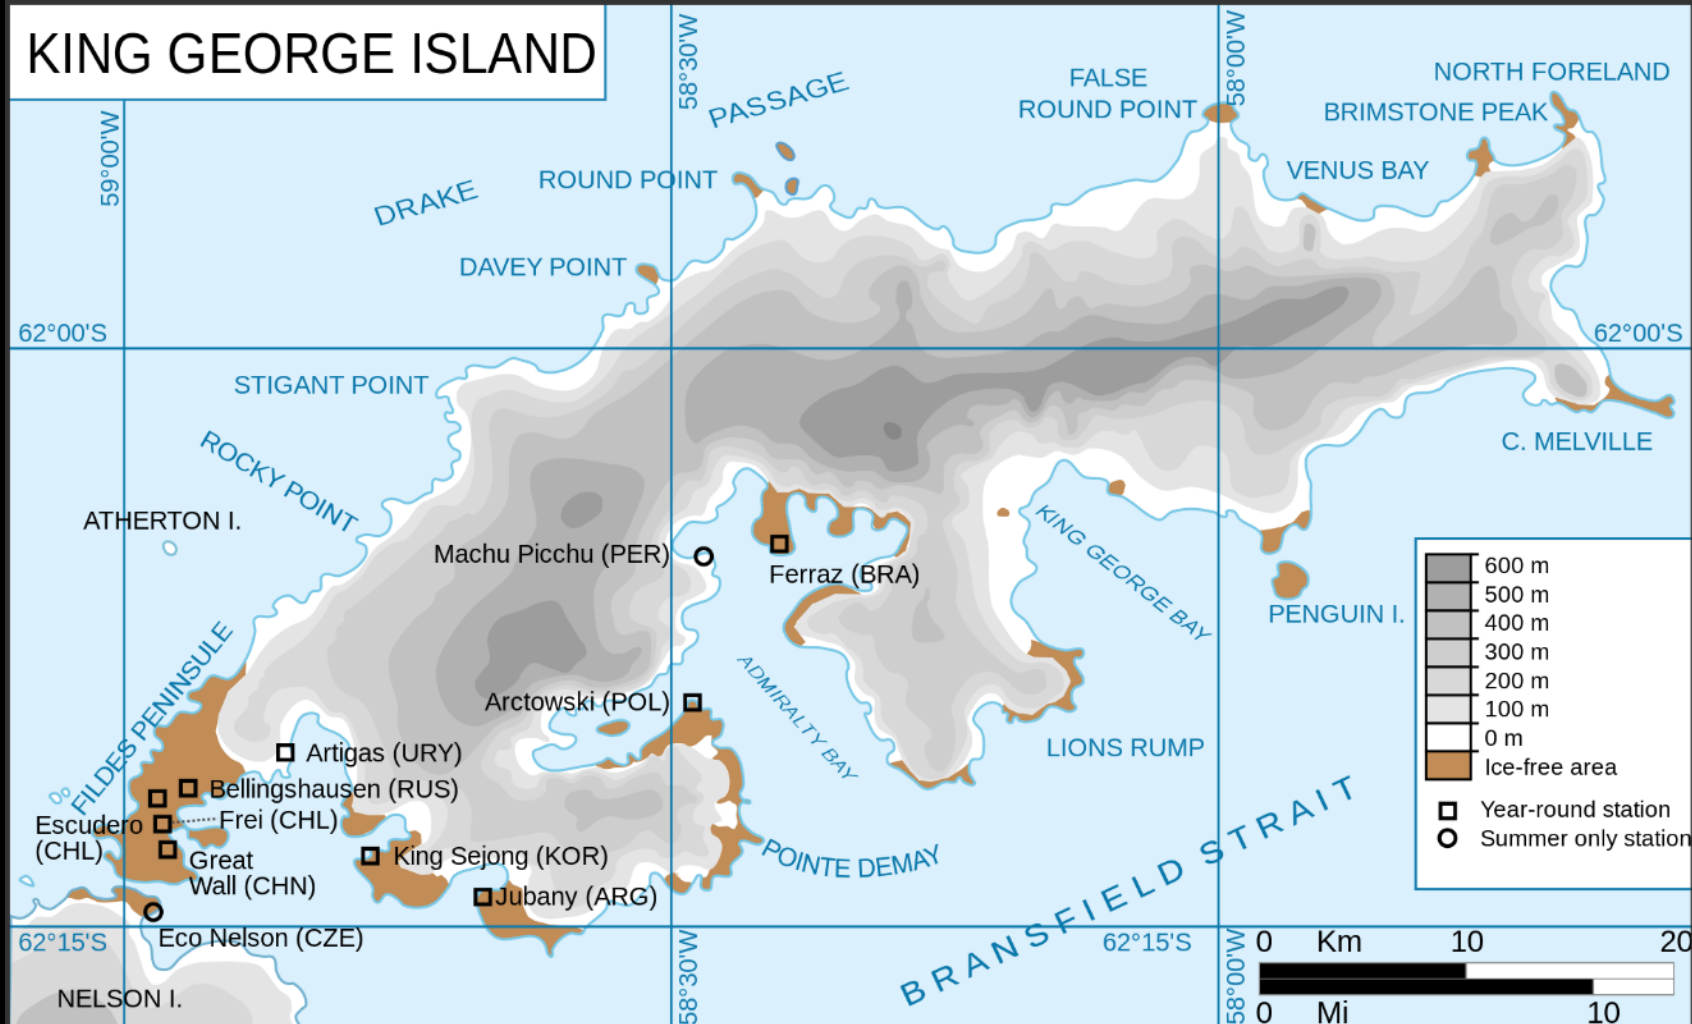 KING GEORGE ISLAND
59°00'W
58°30'W
58°00'W
PASSAGE
DRAKE
FALSE
ROUND POINT
NORTH FORELAND
BRIMSTONE PEAK
VENUS BAY
ROUND POINT
DAVEY POINT
62°00'S
62°00'S
STIGANT POINT
C. MELVILLE
ROCKY POINT
ATHERTON I.
Machu Picchu (PER)
Ferraz (BRA)
KING GEORGE BAY
PENGUIN I.
FILDES PENINSULE
ADMIRALTY BAY
Arctowski (POL)
LIONS RUMP
Artigas (URY)
Bellingshausen (RUS)
Escudero
(CHL)
Frei (CHL)
Great
Wall (CHN)
King Sejong (KOR)
Jubany (ARG)
POINTE DEMAY
BRANSFIELD STRAIT
Eco Nelson (CZE)
62°15'S
62°15'S
58°30'W
58°00'W
NELSON I.
600 m
500 m
400 m
300 m
200 m
100 m
0 m
Ice-free area
Year-round station
Summer only station
0 Km 10 20
0 Mi 10